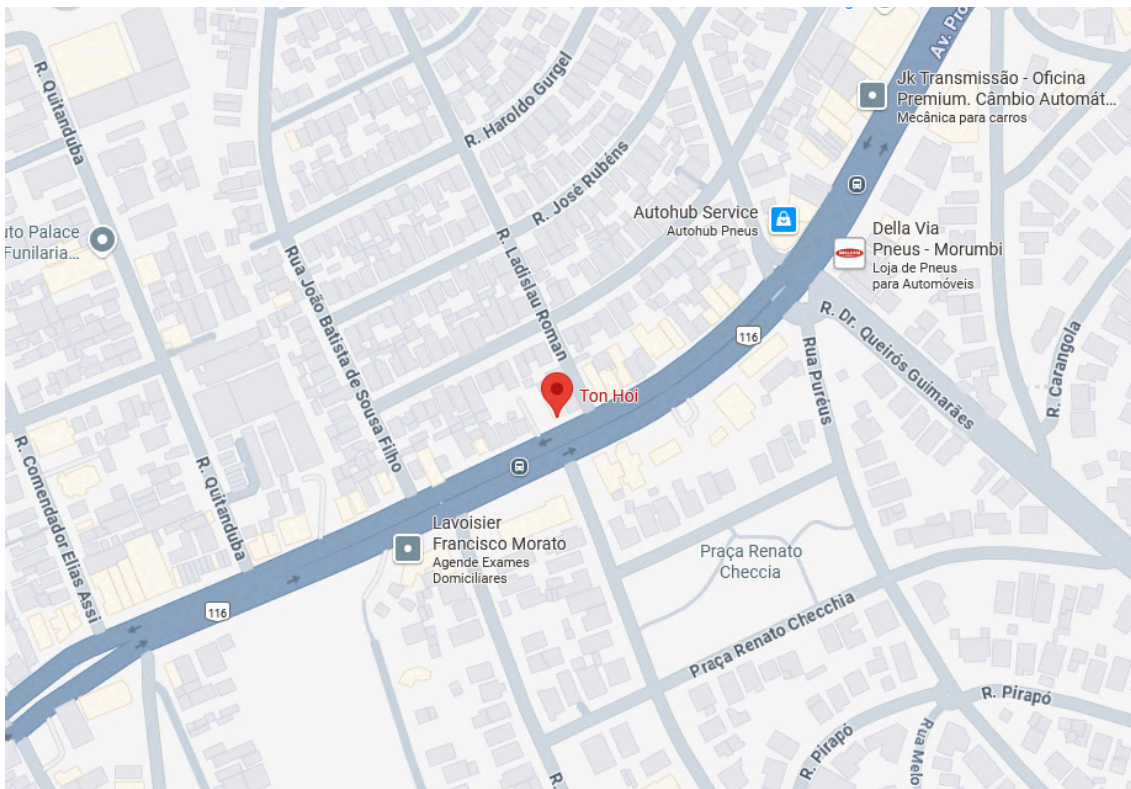 Av. Pro
Jk Transmissão - Oficina
Premium. Câmbio Automát...
Mecânica para carros
R. Quitanduba
R. Haroldo Gurgel
R. José Rubéns
Autohub Service
Autohub Pneus
Della Via
Pneus - Morumbi
Loja de Pneus
para Automóveis
uto Palace
Funilaria...
Rua João Batista de Sousa Filho
R. Ladislau Roman
116
R. Dr. Queirós Guimarães
Rua Puréus
R. Carangola
Ton Hoi
R. Comendador Elias Assi
R. Quitanduba
Lavoisier
Francisco Morato
Agende Exames
Domiciliares
Praça Renato
Checcia
116
Praça Renato Checchia
R. Pirapó
R. Pirapó
Rua Melo
R.